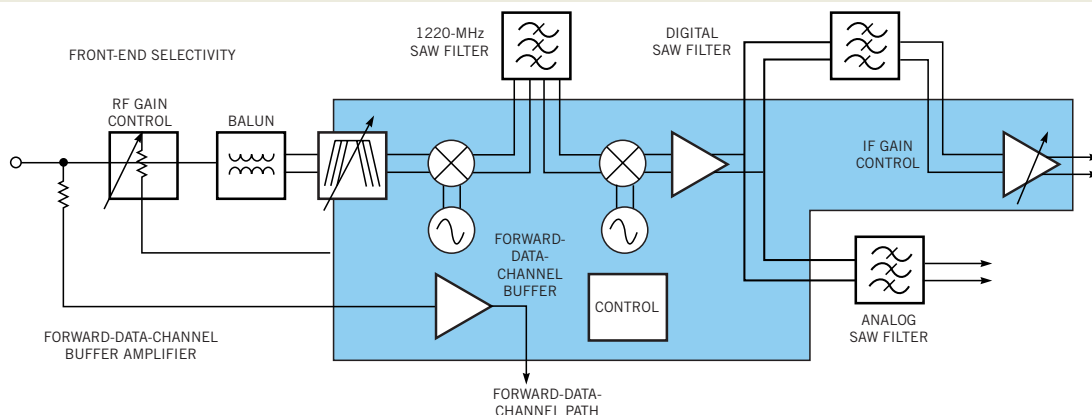 1220-MHz
SAW FILTER
DIGITAL
SAW FILTER
FRONT-END SELECTIVITY
RF GAIN
CONTROL
BALUN
IF GAIN
CONTROL
FORWARD-
DATA-
CHANNEL
BUFFER
CONTROL
ANALOG
SAW FILTER
FORWARD-DATA-CHANNEL
BUFFER AMPLIFIER
FORWARD-DATA-
CHANNEL PATH